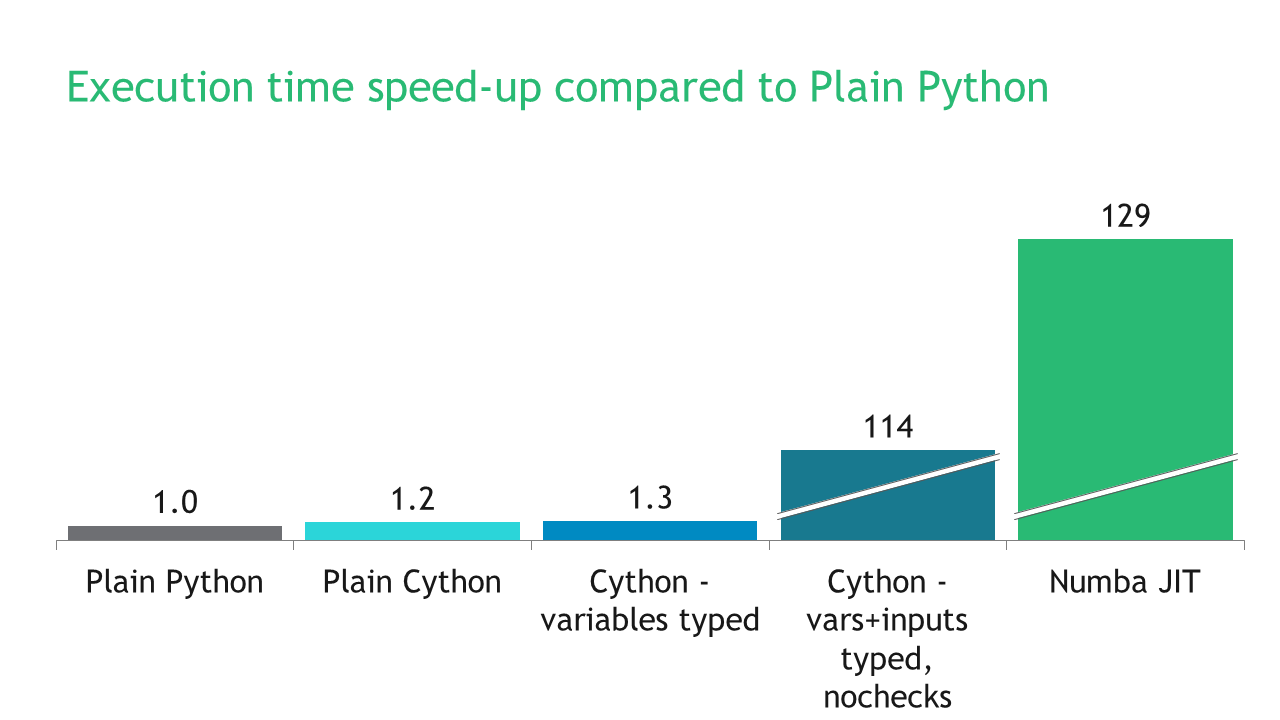 Execution time speed-up compared to Plain Python
129
114
1.0
1.2
1.3
Plain Python
Plain Cython
Cython -
variables typed
Cython -
vars+inputs
typed,
nochecks
Numba JIT